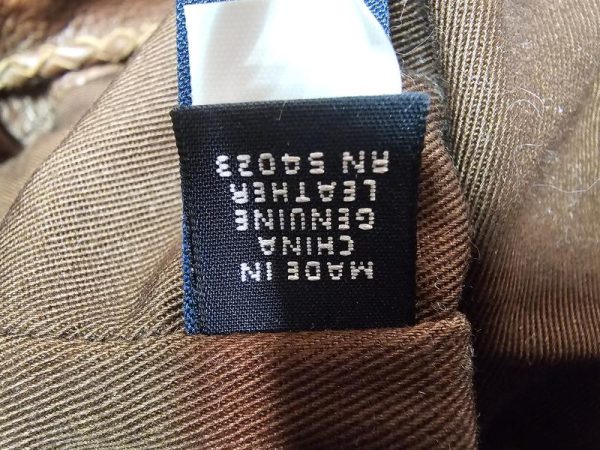 MADE IN
CHINA
GENUINE
LEATHER
RN 54023